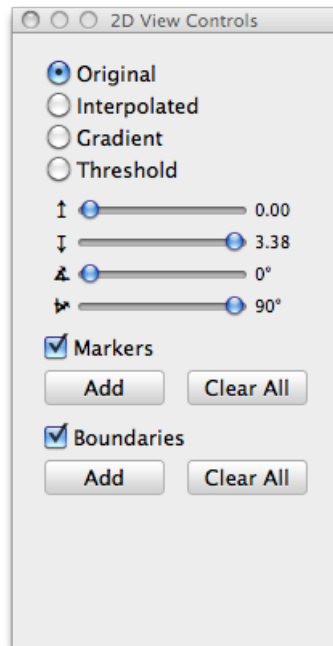 2D View Controls
Original
Interpolated
Gradient
Threshold
0.00
3.38
0°
90°
Markers
Add Clear All
Boundaries
Add Clear All